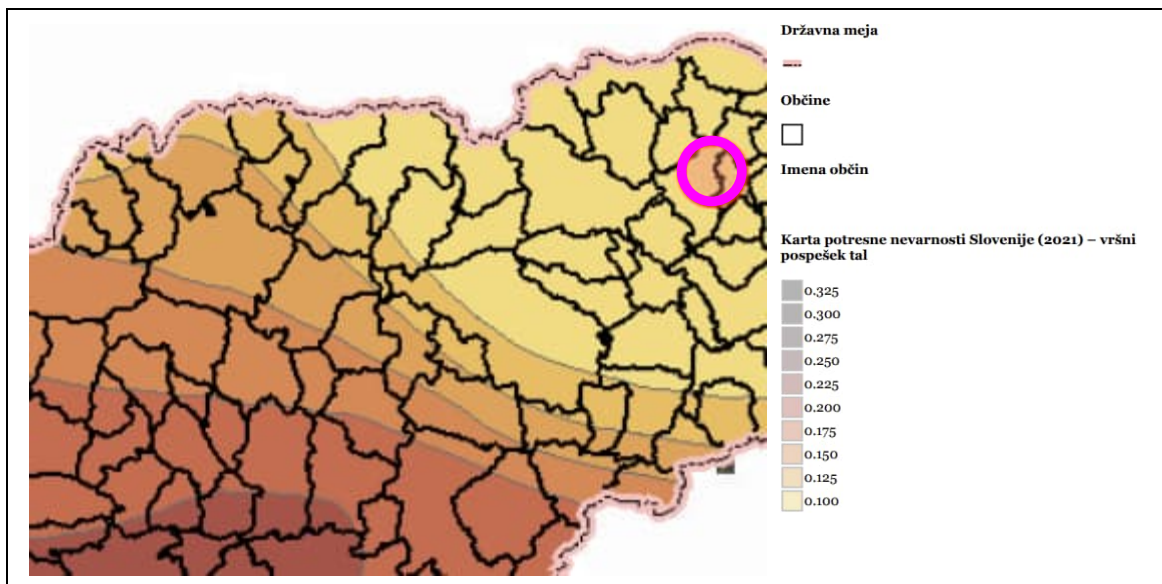 Državna meja
Občine
Imena občin
Karta potresne nevarnosti Slovenije (2021) – vršni
pospešek tal
0.325
0.300
0.275
0.250
0.225
0.200
0.175
0.150
0.125
0.100